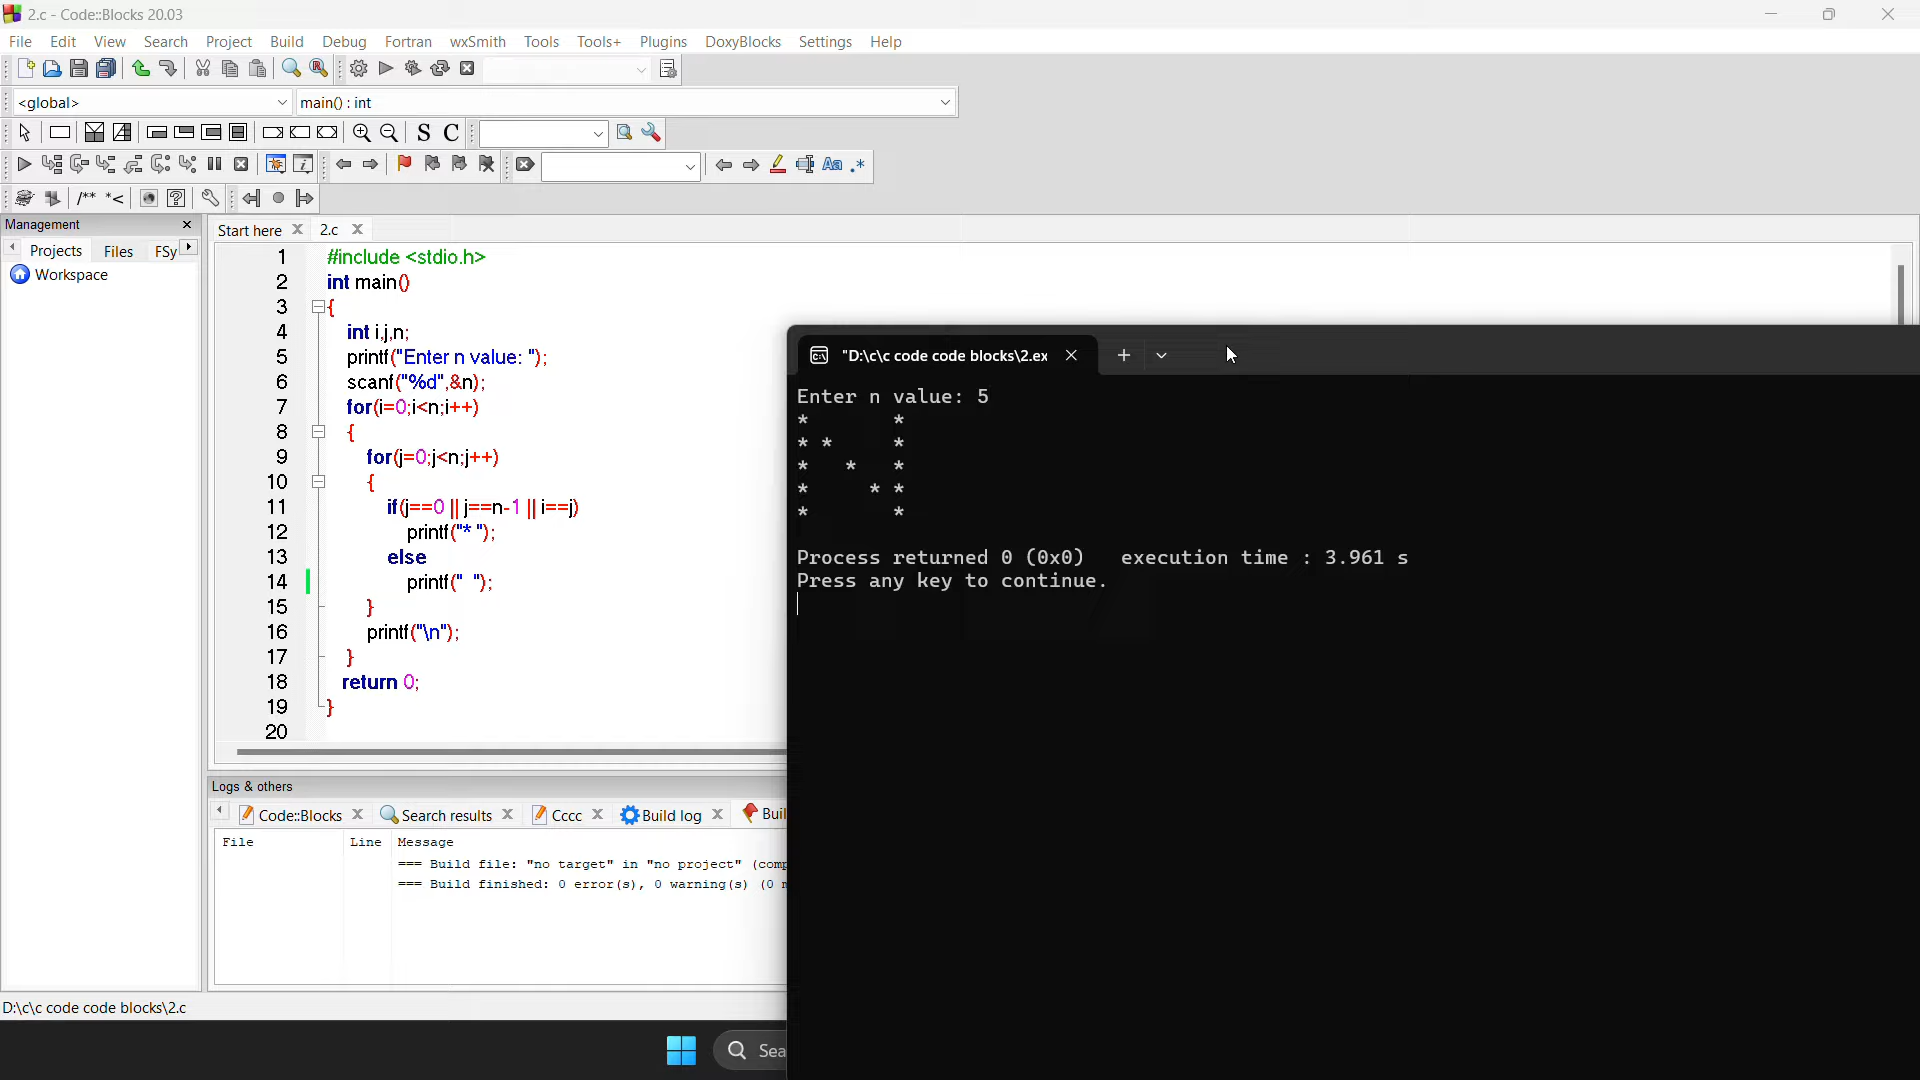 2.c - Code::Blocks 20.03
File Edit View Search Project Build Debug Fortran wxSmith Tools Tools+ Plugins DoxyBlocks Settings Help
<global> main() : int
S C
Aa .*
/** *<
Management
Projects Files FSy
Workspace
Start here 2.c
1 #include <stdio.h>
2 int main()
3 {
4 int i,j,n;
5 printf("Enter n value: ");
6 scanf("%d",&n);
7 for(i=0;i<n;i++)
8 {
9 for(j=0;j<n;j++)
10 {
11 if(j==0 || j==n-1 || i==j)
12 printf("* ");
13 else
14 printf("  ");
15 }
16 printf("\n");
17 }
18 return 0;
19 }
20
"D:\c\c code code blocks\2.ex
Enter n value: 5
*       *
* *     *
*   *   *
*     * *
*       *
Process returned 0 (0x0)   execution time : 3.961 s
Press any key to continue.
Logs & others
Code::Blocks Search results Cccc Build log Buil
File Line Message
=== Build file: "no target" in "no project" (comp
=== Build finished: 0 error(s), 0 warning(s) (0 m
D:\c\c code code blocks\2.c
Sea